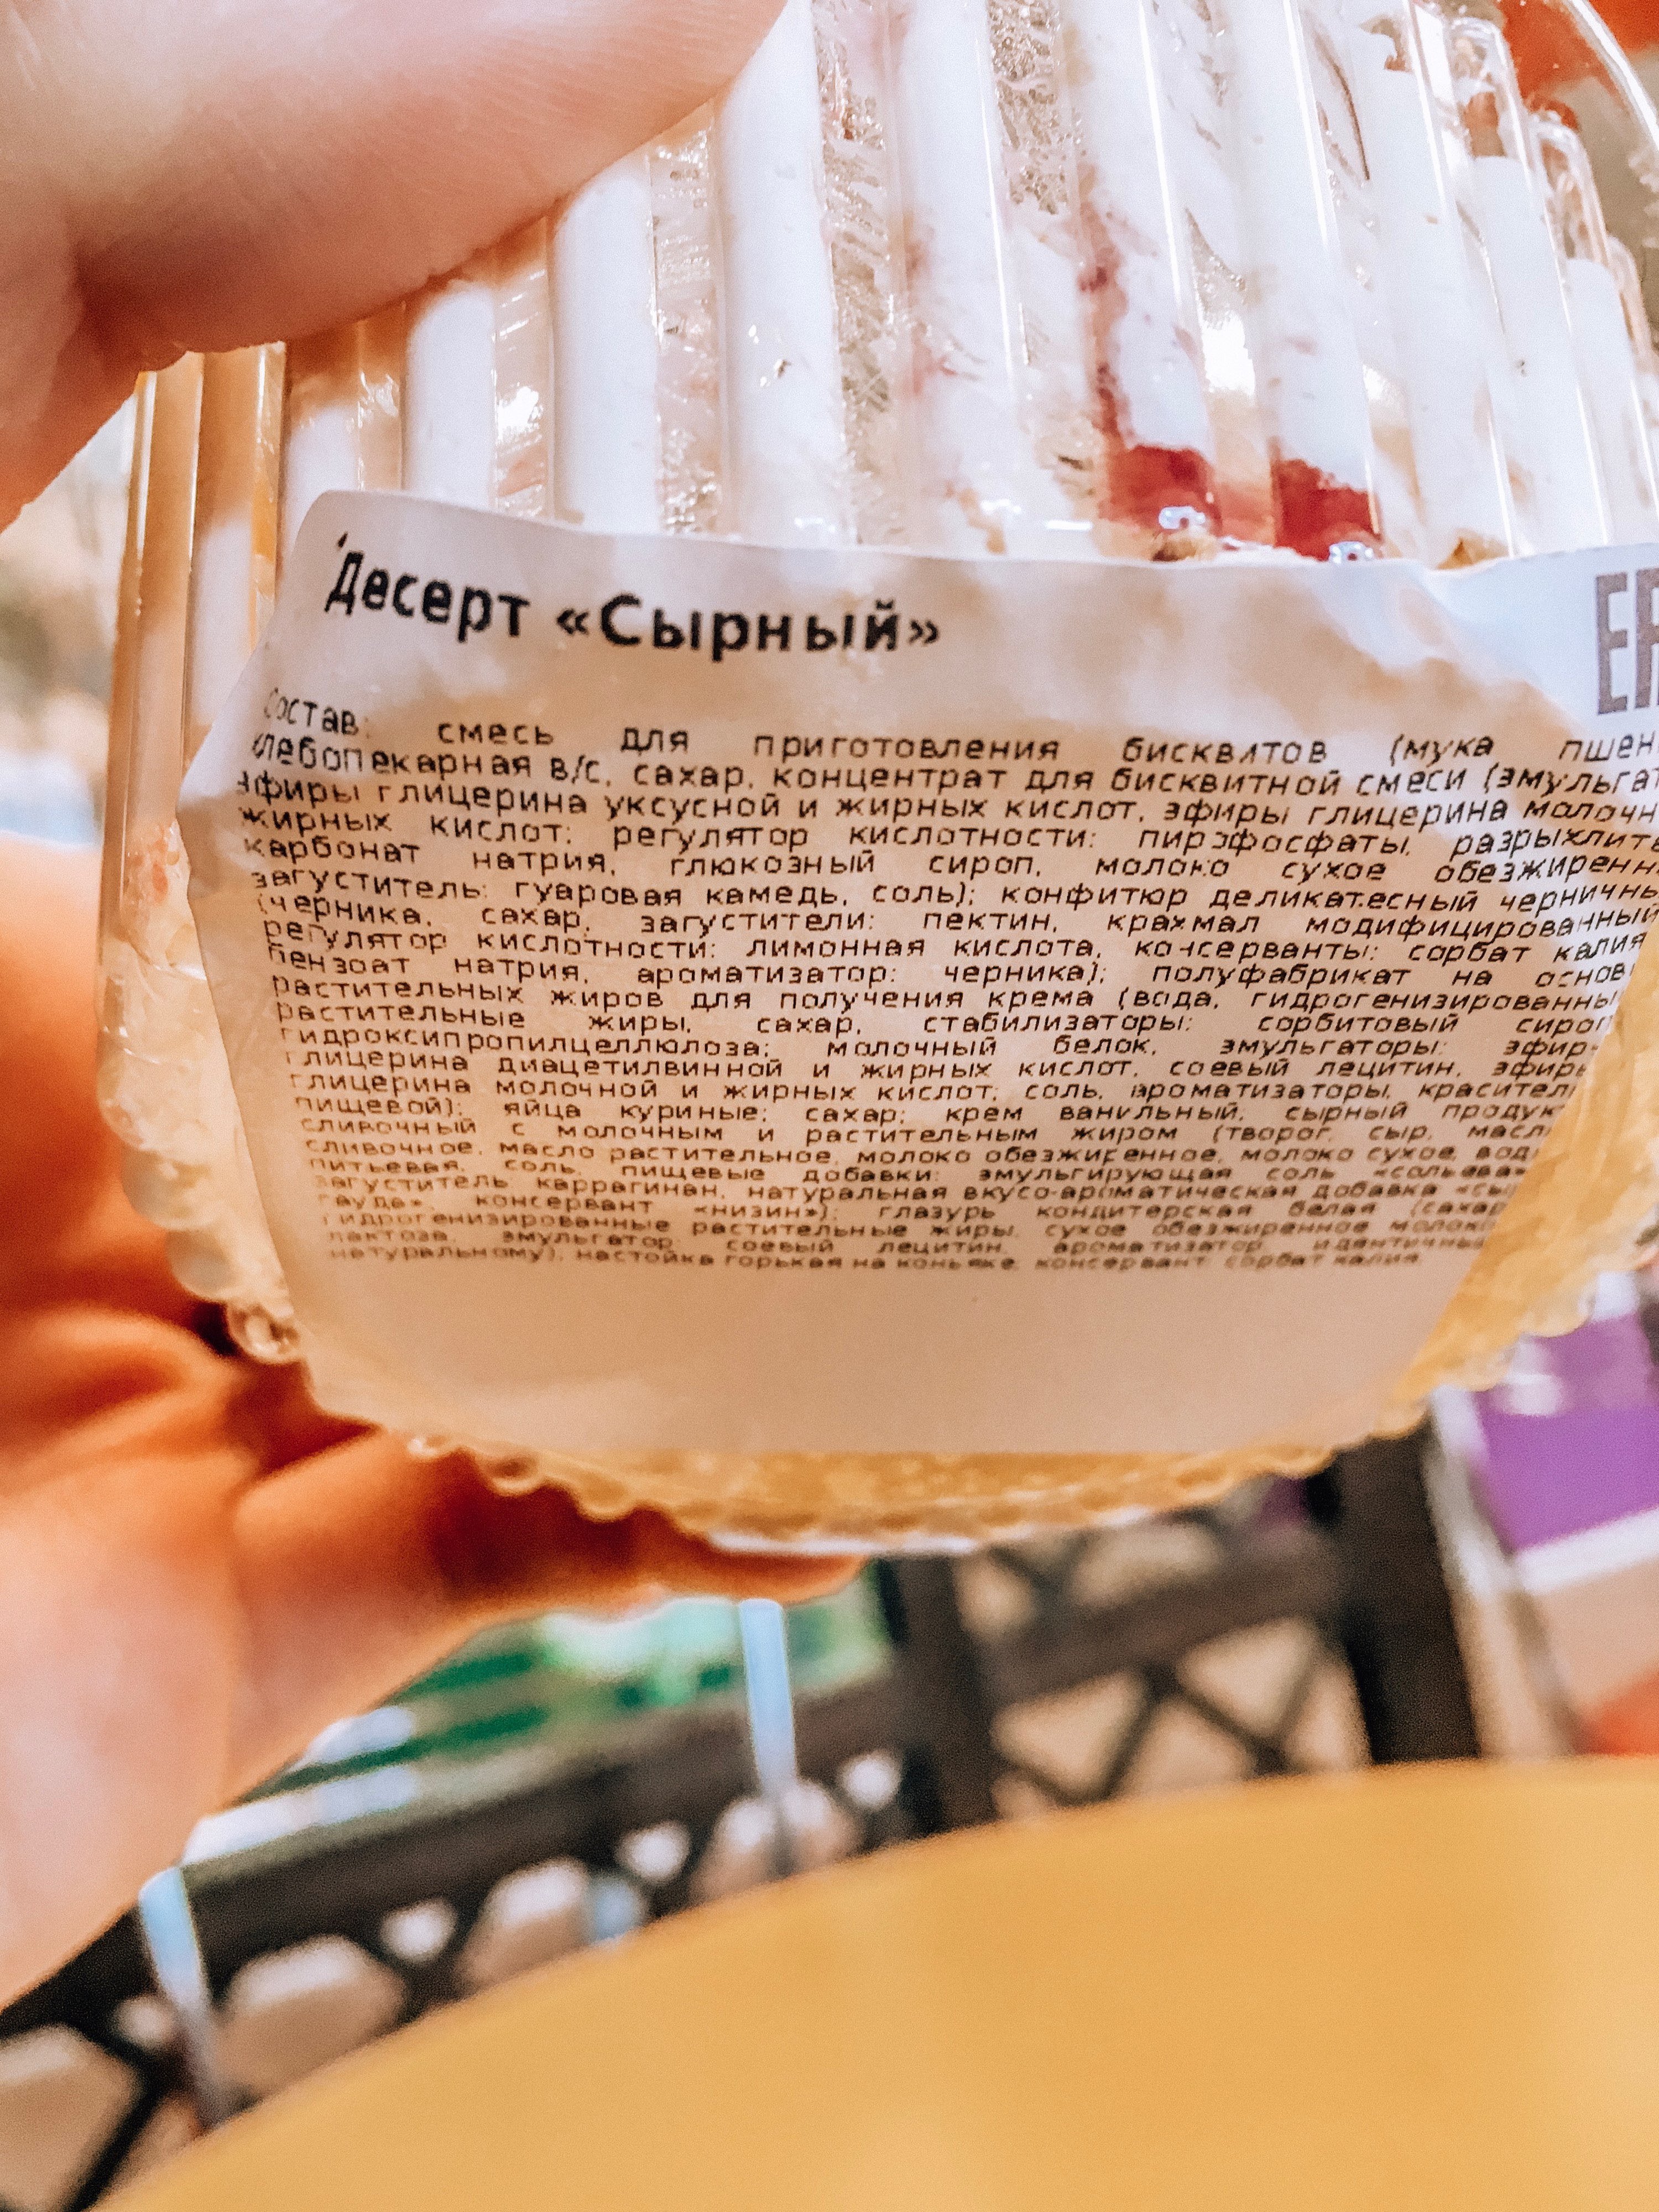 Десерт «Сырный»
ЕА
Состав: смесь для приготовления бисквитов (мука пшен
хлебопекарная в/с, сахар, концентрат для бисквитной смеси (эмульгат
эфиры глицерина уксусной и жирных кислот, эфиры глицерина молочн
жирных кислот; регулятор кислотности: пирофосфаты, разрыхлите
карбонат натрия, глюкозный сироп, молоко сухое обезжиренн
загуститель: гуаровая камедь, соль); конфитюр деликатесный черничны
(черника, сахар, загустители: пектин, крахмал модифицированный
регулятор кислотности: лимонная кислота, консерванты: сорбат калия
бензоат натрия, ароматизатор: черника); полуфабрикат на основ
растительных жиров для получения крема (вода, гидрогенизированны
растительные жиры, сахар, стабилизаторы: сорбитовый сироп
гидроксипропилцеллюлоза; молочный белок, эмульгаторы: эфир
глицерина диацетилвинной и жирных кислот, соевый лецитин, эфиры
глицерина молочной и жирных кислот; соль, ароматизаторы, красител
пищевой); яйца куриные; сахар; крем ванильный; сырный продук
сливочный с молочным и растительным жиром (творог, сыр, масл
сливочное, масло растительное, молоко обезжиренное, молоко сухое, вод
питьевая, соль, пищевые добавки: эмульгирующая соль «сольева»
загуститель каррагинан, натуральная вкусо-ароматическая добавка «сы
гауда», консервант «низин»); глазурь кондитерская белая (сахар
гидрогенизированные растительные жиры, сухое обезжиренное молоко
лактоза, эмульгатор соевый лецитин, ароматизатор идентичны
натуральному), настойка горькая на коньяке, консервант сорбат калия.